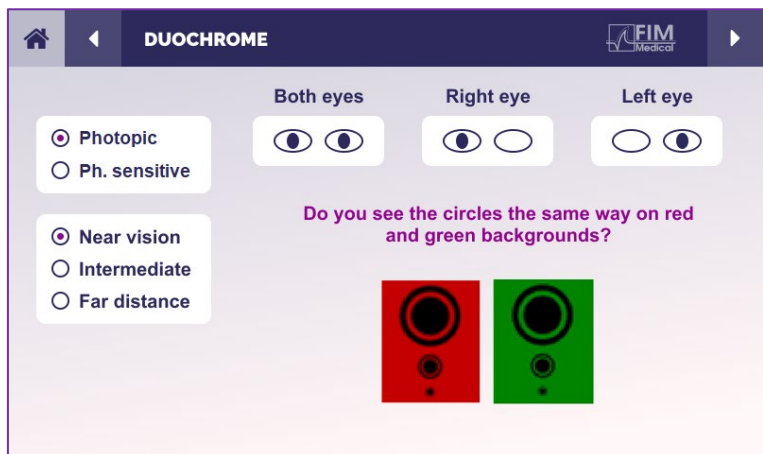 DUOCHROME
FIM
Medical
Both eyes
Right eye
Left eye
Photopic
Ph. sensitive
Near vision
Intermediate
Far distance
Do you see the circles the same way on red
and green backgrounds?